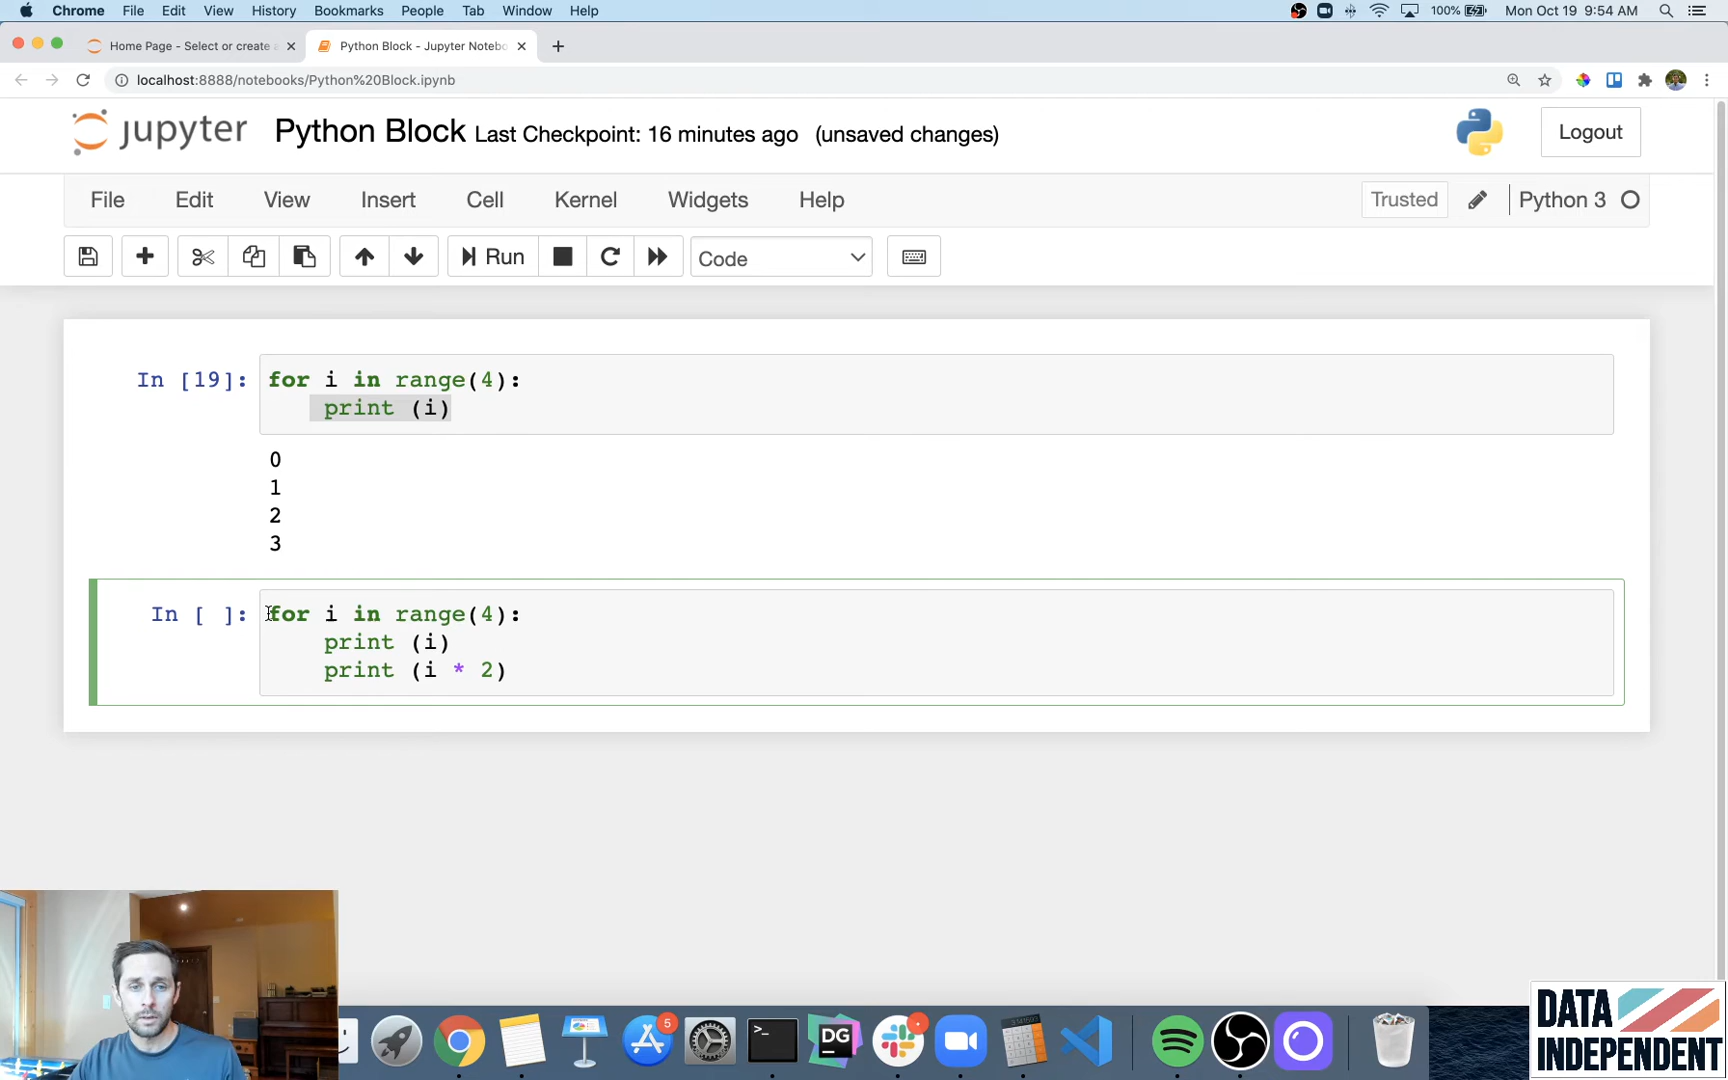 Chrome File Edit View History Bookmarks People Tab Window Help 100% Mon Oct 19 9:54 AM
Home Page - Select or create a Python Block - Jupyter Notebo
localhost:8888/notebooks/Python%20Block.ipynb
jupyter Python Block Last Checkpoint: 16 minutes ago (unsaved changes) Logout
File Edit View Insert Cell Kernel Widgets Help Trusted Python 3
Run Code
In [19]: for i in range(4):
print (i)
0
1
2
3
In [ ]: for i in range(4):
print (i)
print (i * 2)
5
>_
DG
DATA
INDEPENDENT